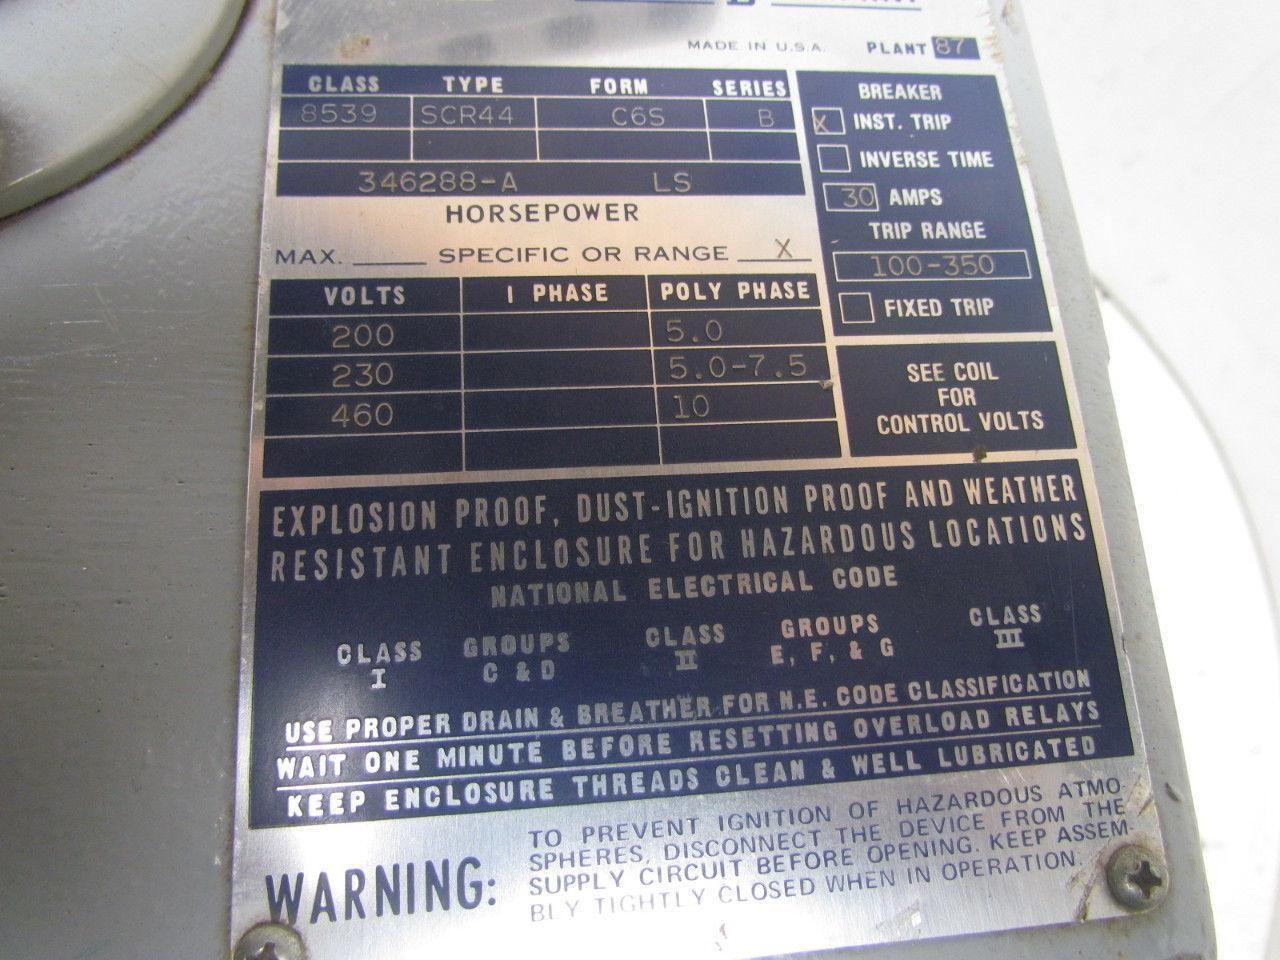 MADE IN U.S.A. PLANT 87
CLASS TYPE FORM SERIES
8539 SCR44 C6S B
346288-A LS
HORSEPOWER
MAX. SPECIFIC OR RANGE X
VOLTS 1 PHASE POLY PHASE
200 5.0
230 5.0-7.5
460 10
BREAKER
X INST. TRIP
INVERSE TIME
30 AMPS
TRIP RANGE
100-350
FIXED TRIP
SEE COIL
FOR
CONTROL VOLTS
EXPLOSION PROOF, DUST-IGNITION PROOF AND WEATHER
RESISTANT ENCLOSURE FOR HAZARDOUS LOCATIONS
NATIONAL ELECTRICAL CODE
CLASS I GROUPS C & D CLASS II GROUPS E, F, & G CLASS III
USE PROPER DRAIN & BREATHER FOR N.E. CODE CLASSIFICATION
WAIT ONE MINUTE BEFORE RESETTING OVERLOAD RELAYS
KEEP ENCLOSURE THREADS CLEAN & WELL LUBRICATED
WARNING:
TO PREVENT IGNITION OF HAZARDOUS ATMO-
SPHERES, DISCONNECT THE DEVICE FROM THE
SUPPLY CIRCUIT BEFORE OPENING. KEEP ASSEM-
BLY TIGHTLY CLOSED WHEN IN OPERATION.